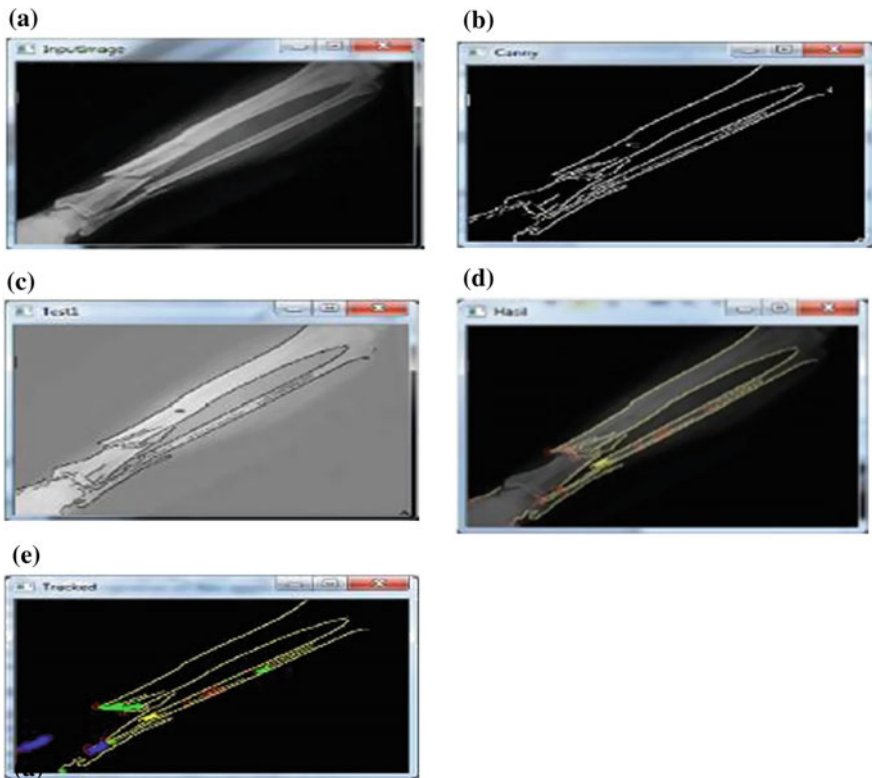 (a)
InputImage
(b)
Canny
(c)
Test1
(d)
Hasil
(e)
Tracked